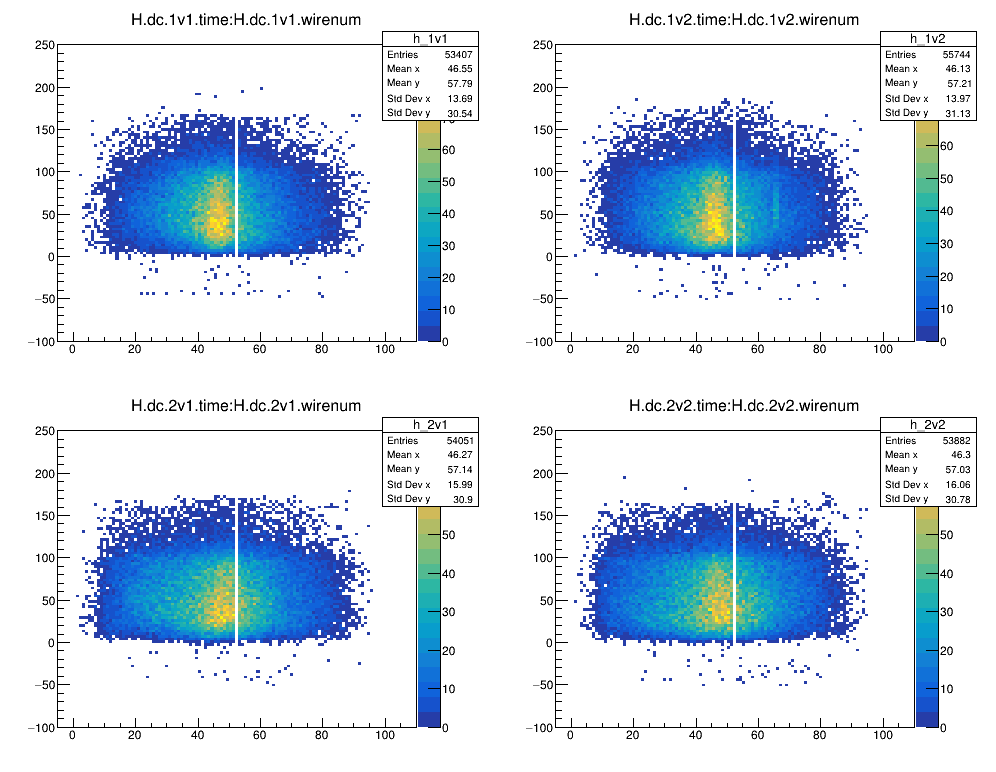 H.dc.1v1.time:H.dc.1v1.wirenum
h_1v1
Entries 53407
Mean x 46.55
Mean y 57.79
Std Dev x 13.69
Std Dev y 30.54
250
200
150
100
50
0
−50
−100
0 20 40 60 80 100
60
50
40
30
20
10
0
H.dc.1v2.time:H.dc.1v2.wirenum
h_1v2
Entries 55744
Mean x 46.13
Mean y 57.21
Std Dev x 13.97
Std Dev y 31.13
250
200
150
100
50
0
−50
−100
0 20 40 60 80 100
60
50
40
30
20
10
0
H.dc.2v1.time:H.dc.2v1.wirenum
h_2v1
Entries 54051
Mean x 46.27
Mean y 57.14
Std Dev x 15.99
Std Dev y 30.9
250
200
150
100
50
0
−50
−100
0 20 40 60 80 100
50
40
30
20
10
0
H.dc.2v2.time:H.dc.2v2.wirenum
h_2v2
Entries 53882
Mean x 46.3
Mean y 57.03
Std Dev x 16.06
Std Dev y 30.78
250
200
150
100
50
0
−50
−100
0 20 40 60 80 100
50
40
30
20
10
0